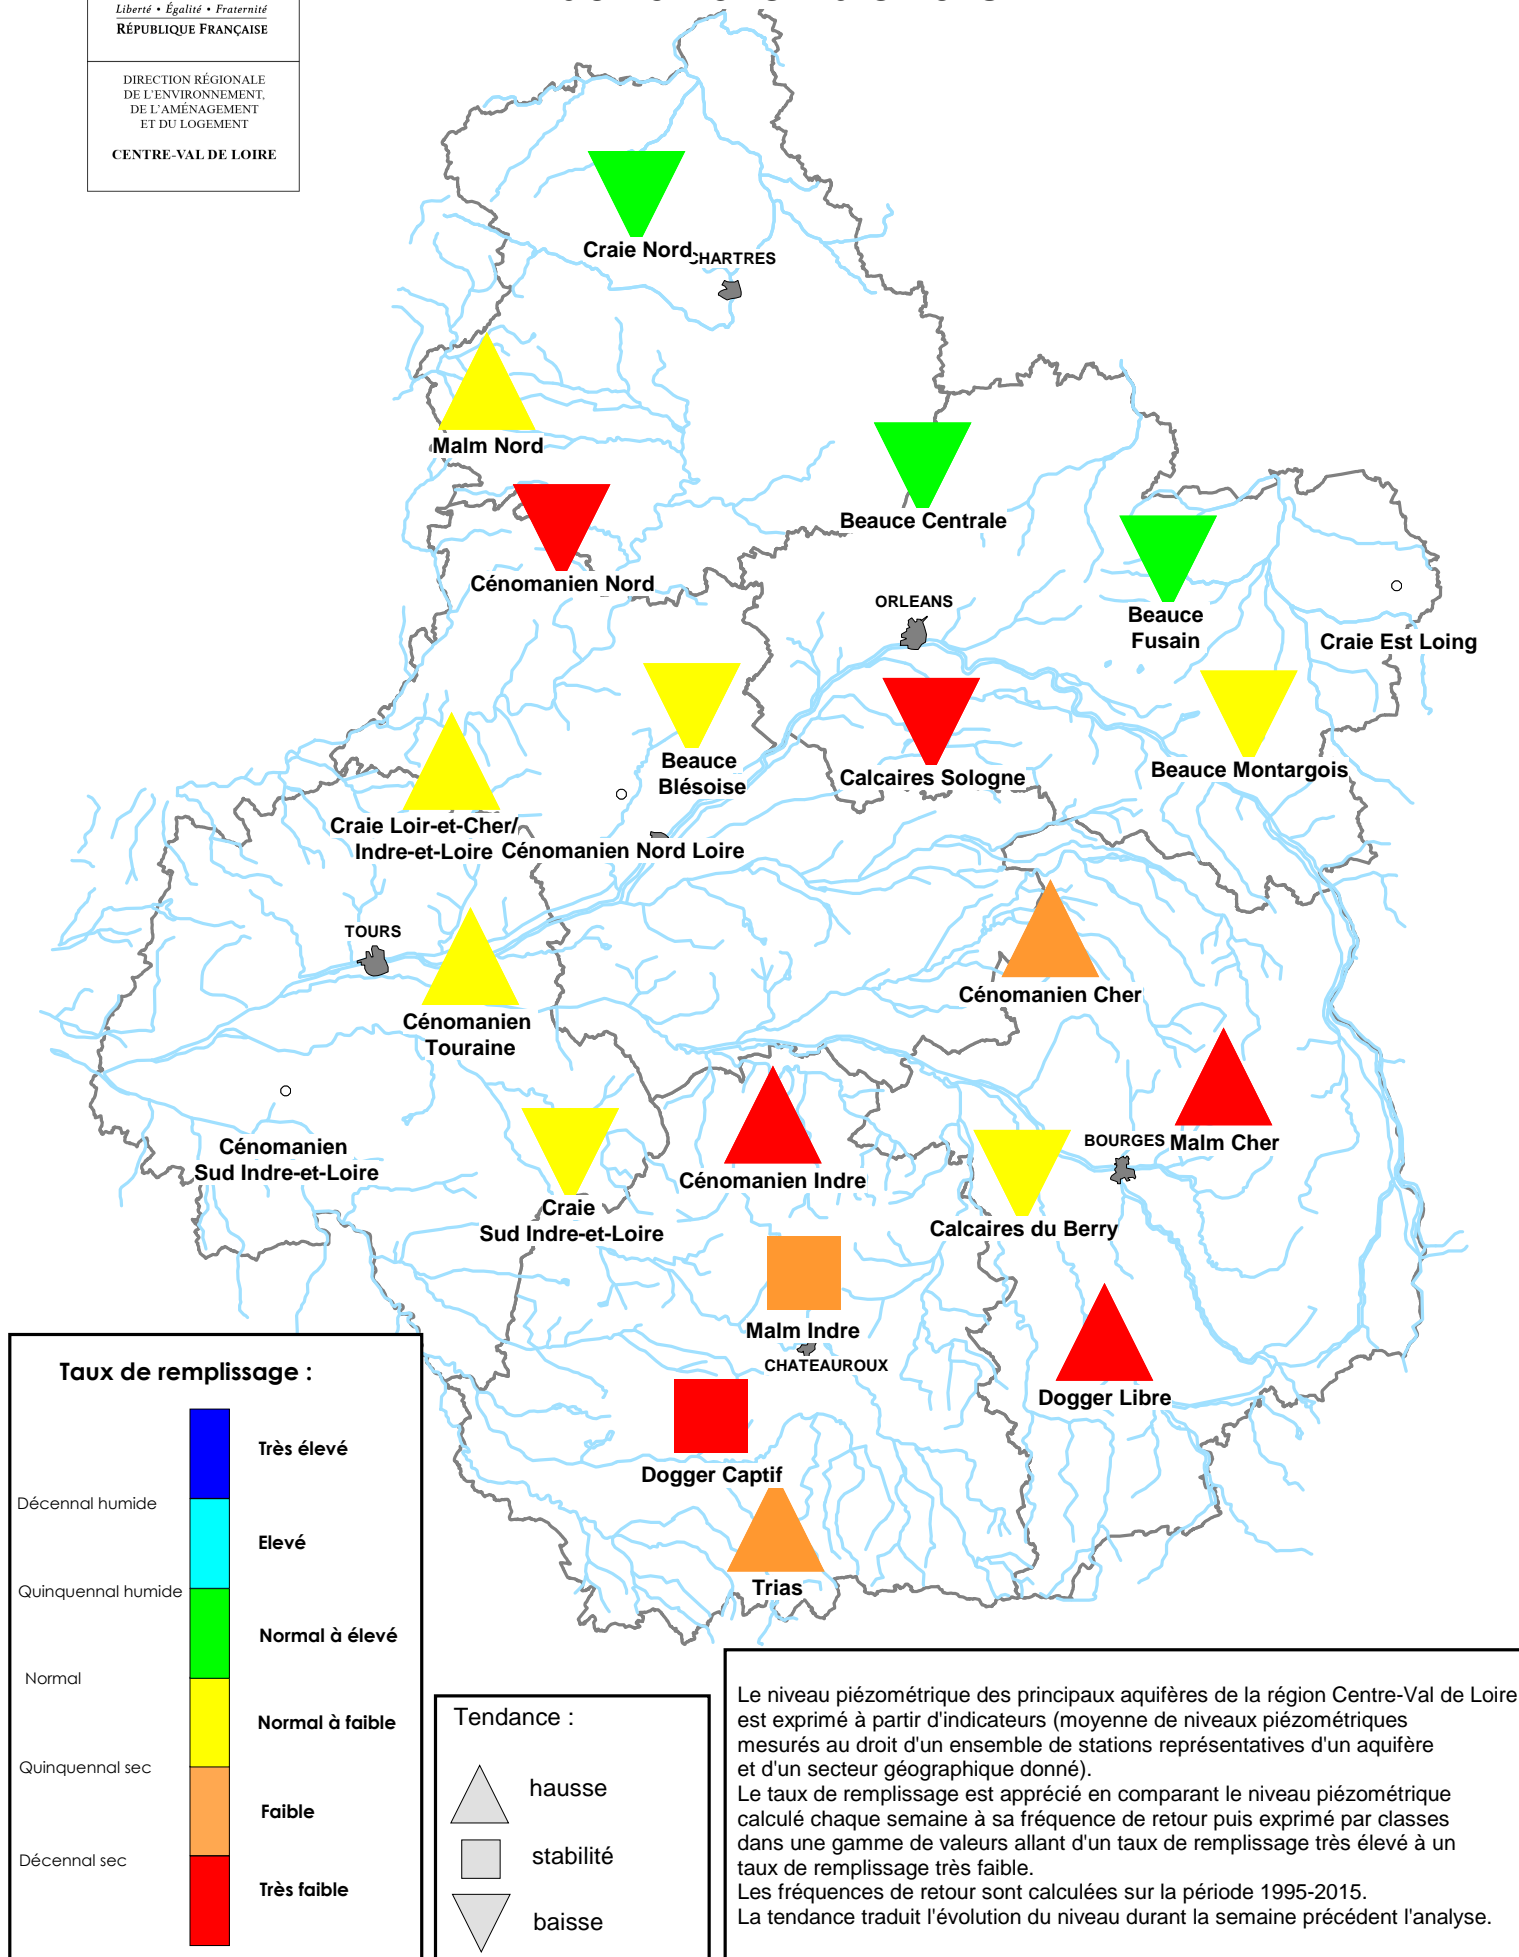 Liberté • Égalité • Fraternité
RÉPUBLIQUE FRANÇAISE
DIRECTION RÉGIONALE
DE L'ENVIRONNEMENT,
DE L'AMÉNAGEMENT
ET DU LOGEMENT
CENTRE-VAL DE LOIRE
Craie Nord
CHARTRES
Malm Nord
Beauce Centrale
Cénomanien Nord
ORLEANS
Beauce
Fusain
Craie Est Loing
Beauce
Blésoise
Calcaires Sologne
Beauce Montargois
Craie Loir-et-Cher/
Indre-et-Loire
Cénomanien Nord Loire
TOURS
Cénomanien
Touraine
Cénomanien Cher
Cénomanien
Sud Indre-et-Loire
BOURGES
Malm Cher
Cénomanien Indre
Craie
Sud Indre-et-Loire
Calcaires du Berry
Malm Indre
CHATEAUROUX
Dogger Libre
Dogger Captif
Trias
Taux de remplissage :
Très élevé
Décennal humide
Elevé
Quinquennal humide
Normal à élevé
Normal
Normal à faible
Quinquennal sec
Faible
Décennal sec
Très faible
Tendance :
hausse
stabilité
baisse
Le niveau piézométrique des principaux aquifères de la région Centre-Val de Loire
est exprimé à partir d'indicateurs (moyenne de niveaux piézométriques
mesurés au droit d'un ensemble de stations représentatives d'un aquifère
et d'un secteur géographique donné).
Le taux de remplissage est apprécié en comparant le niveau piézométrique
calculé chaque semaine à sa fréquence de retour puis exprimé par classes
dans une gamme de valeurs allant d'un taux de remplissage très élevé à un
taux de remplissage très faible.
Les fréquences de retour sont calculées sur la période 1995-2015.
La tendance traduit l'évolution du niveau durant la semaine précédent l'analyse.